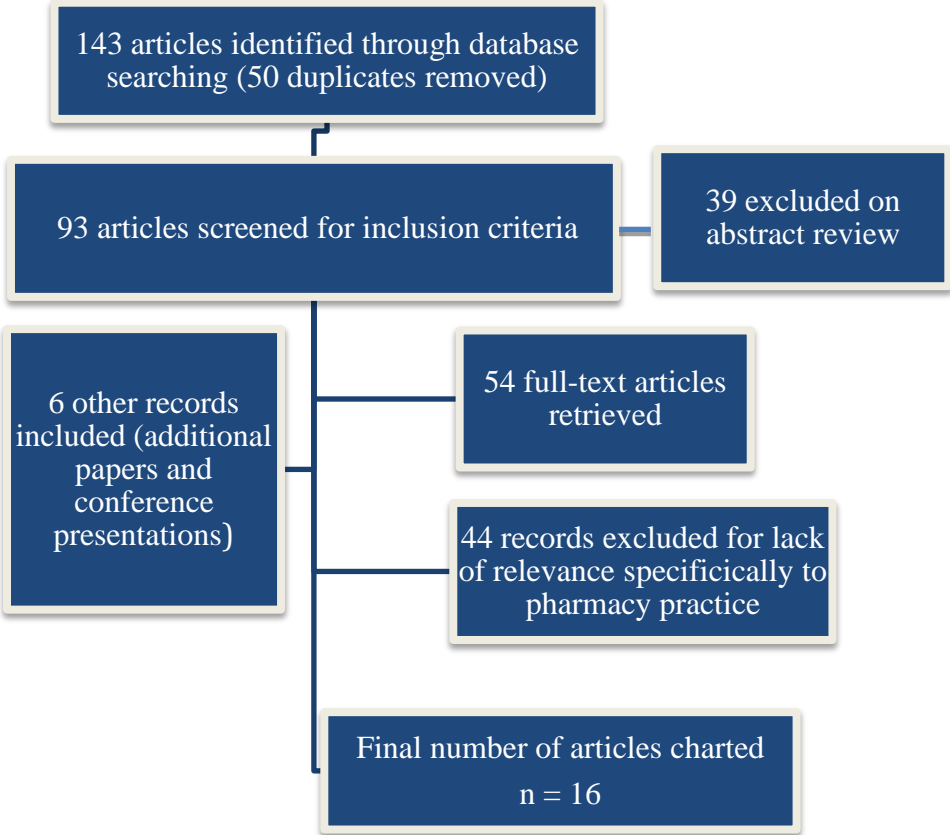 143 articles identified through database
searching (50 duplicates removed)
93 articles screened for inclusion criteria
39 excluded on
abstract review
6 other records
included (additional
papers and
conference
presentations)
54 full-text articles
retrieved
44 records excluded for lack
of relevance specificically to
pharmacy practice
Final number of articles charted
n = 16